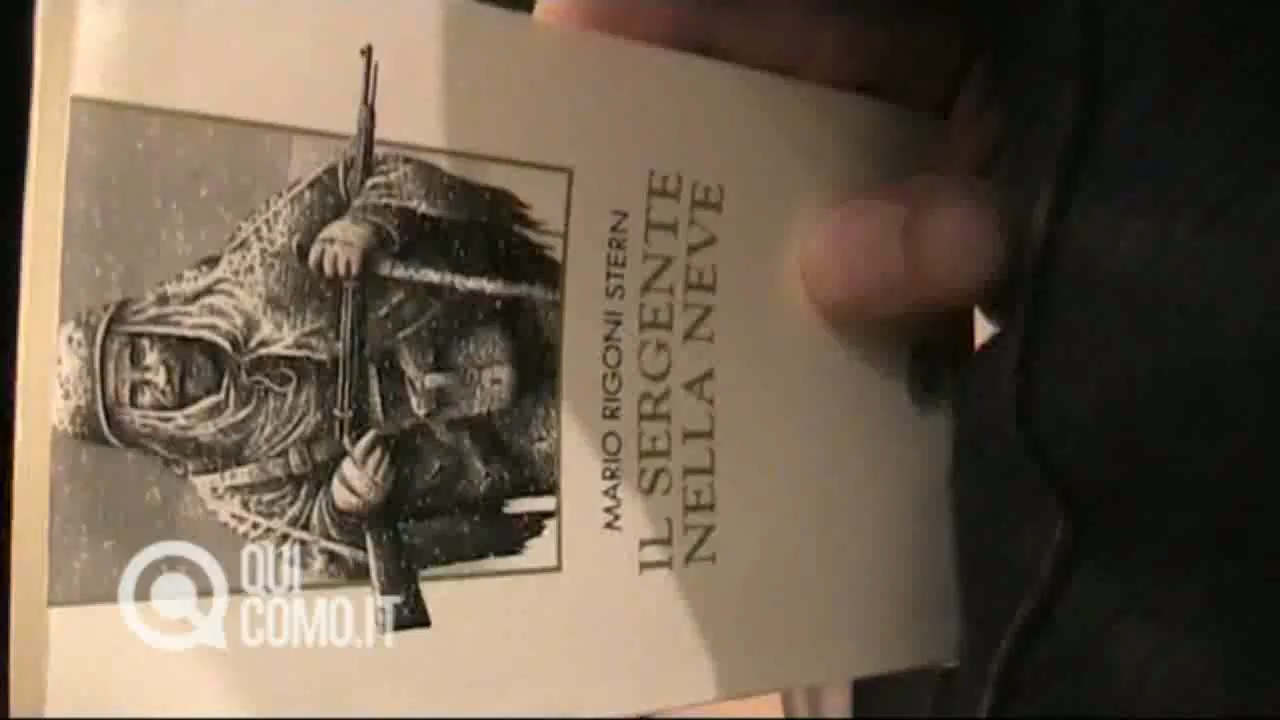 MARIO RIGONI STERN
IL SERGENTE
NELLA NEVE
QUI
COMO.IT